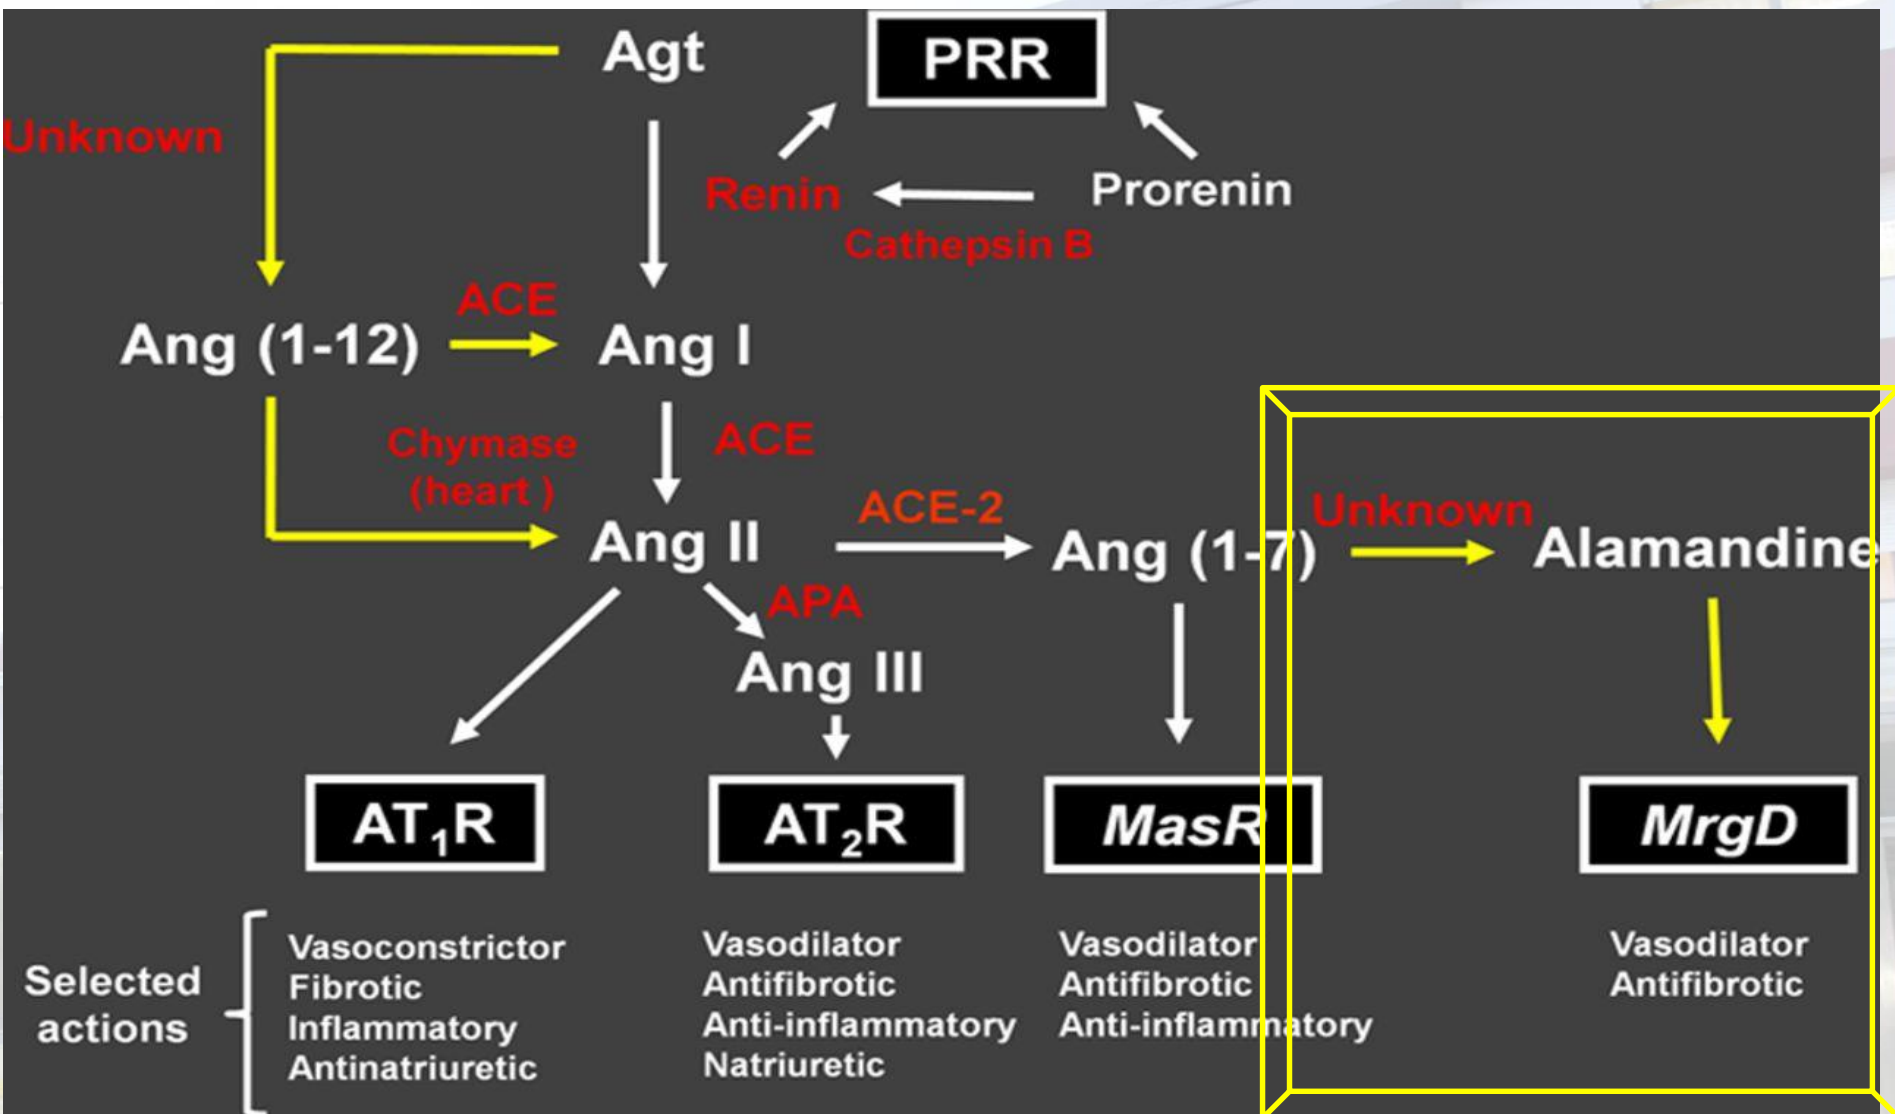 Agt
PRR
Unknown
Renin
Prorenin
Cathepsin B
ACE
Ang (1-12)
Ang I
Chymase
(heart )
ACE
Ang II
ACE-2
Ang (1-7)
Unknown
Alamandine
APA
Ang III
AT₁R
AT₂R
MasR
MrgD
Selected
actions
Vasoconstrictor
Fibrotic
Inflammatory
Antinatriuretic
Vasodilator
Antifibrotic
Anti-inflammatory
Natriuretic
Vasodilator
Antifibrotic
Anti-inflammatory
Vasodilator
Antifibrotic